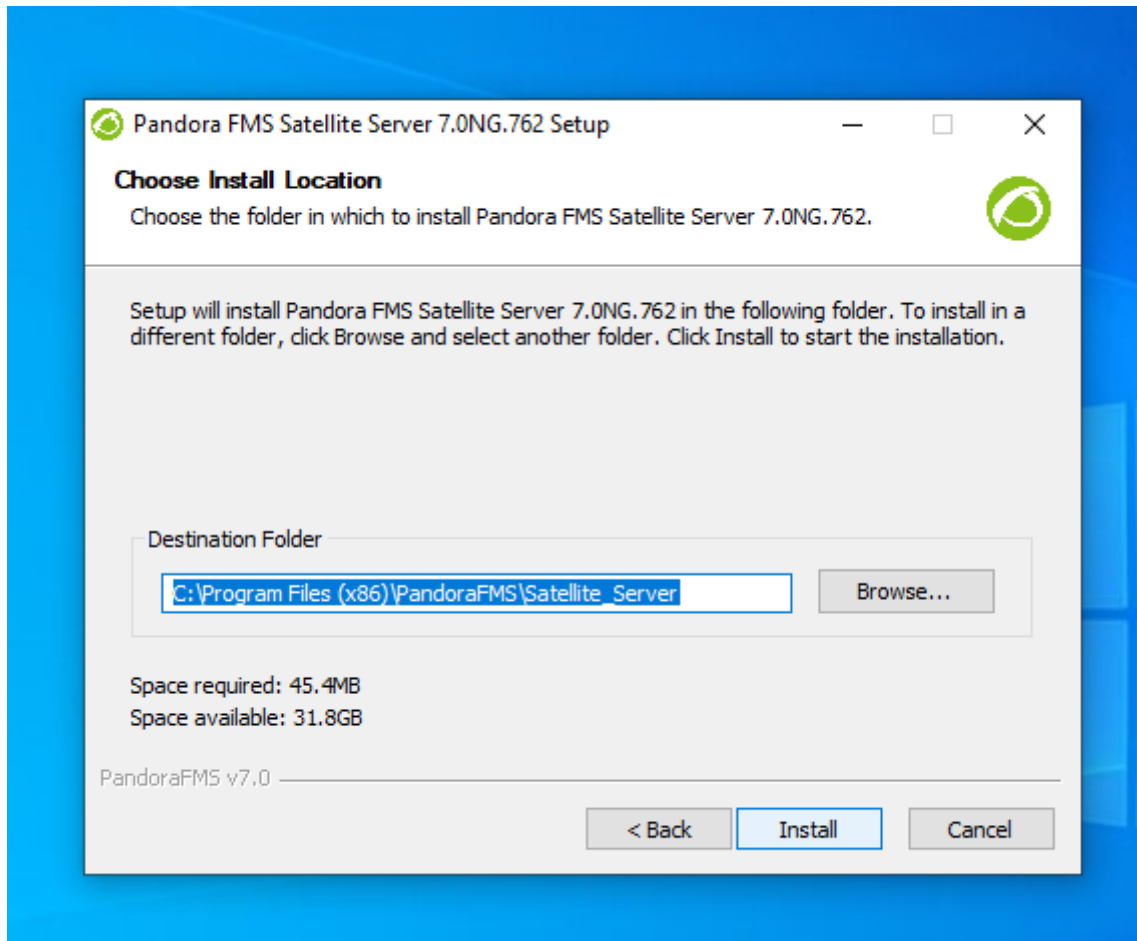 Pandora FMS Satellite Server 7.0NG.762 Setup
Choose Install Location
Choose the folder in which to install Pandora FMS Satellite Server 7.0NG.762.
Setup will install Pandora FMS Satellite Server 7.0NG.762 in the following folder. To install in a
different folder, click Browse and select another folder. Click Install to start the installation.
Destination Folder
C:\Program Files (x86)\PandoraFMS\Satellite_Server
Browse...
Space required: 45.4MB
Space available: 31.8GB
PandoraFMS v7.0
< Back
Install
Cancel